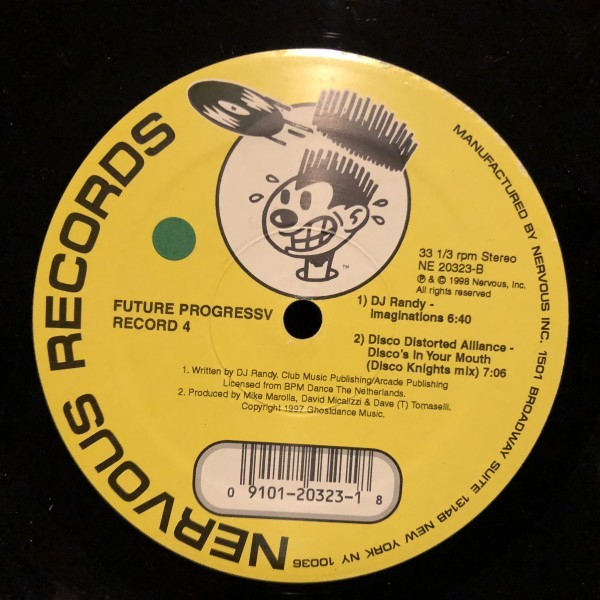 NERVOUS RECORDS
MANUFACTURED BY NERVOUS INC. 1501 BROADWAY SUITE 1314B NEW YORK NY 10036
TM
33 1/3 rpm Stereo
NE 20323-B
℗ & © 1998 Nervous, Inc.
All rights reserved
FUTURE PROGRESSV
RECORD 4
1) DJ Randy -
Imaginations 6:40
2) Disco Distorted Alliance -
Disco's In Your Mouth
(Disco Knights mix) 7:06
1. Written by DJ Randy. Club Music Publishing/Arcade Publishing
Licensed from BPM Dance The Netherlands.
2. Produced by Mike Marolla, David Micalizzi & Dave (T) Tomaselli.
Copyright 1997 Ghostdance Music.
0 9101-20323-1 8